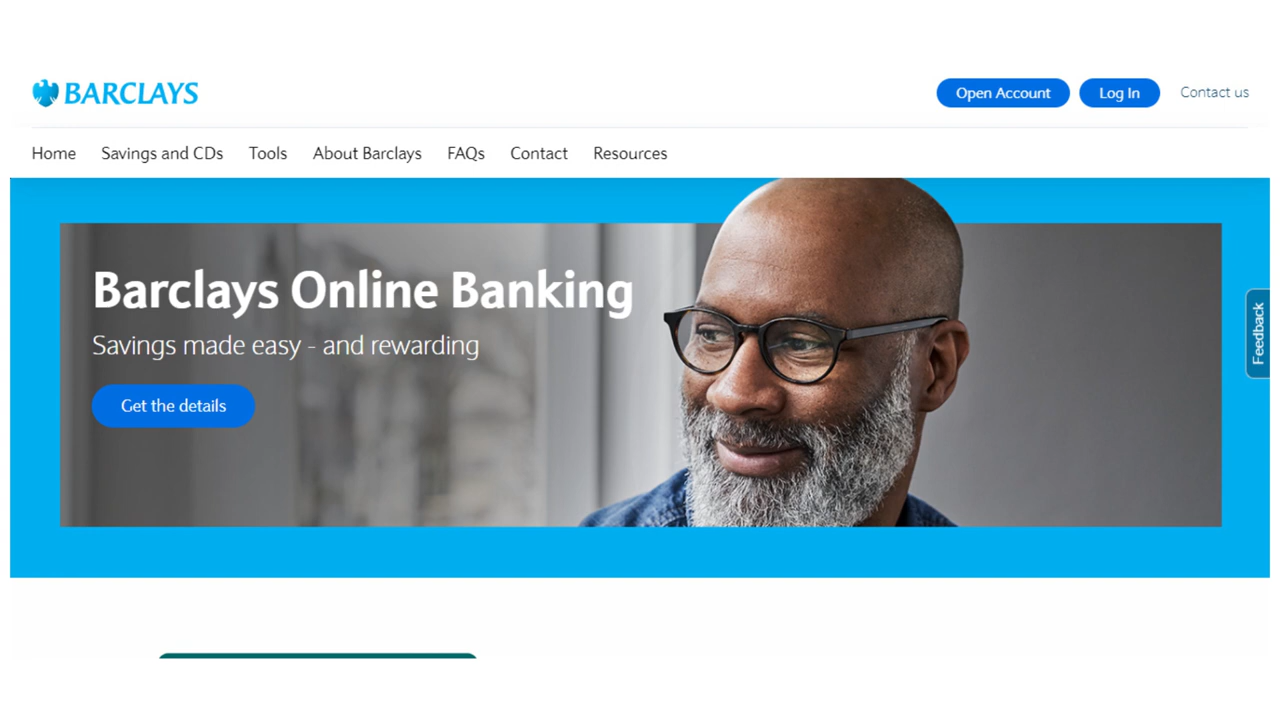 BARCLAYS
Open Account
Log In
Contact us
Home
Savings and CDs
Tools
About Barclays
FAQs
Contact
Resources
Barclays Online Banking
Savings made easy - and rewarding
Get the details
Feedback